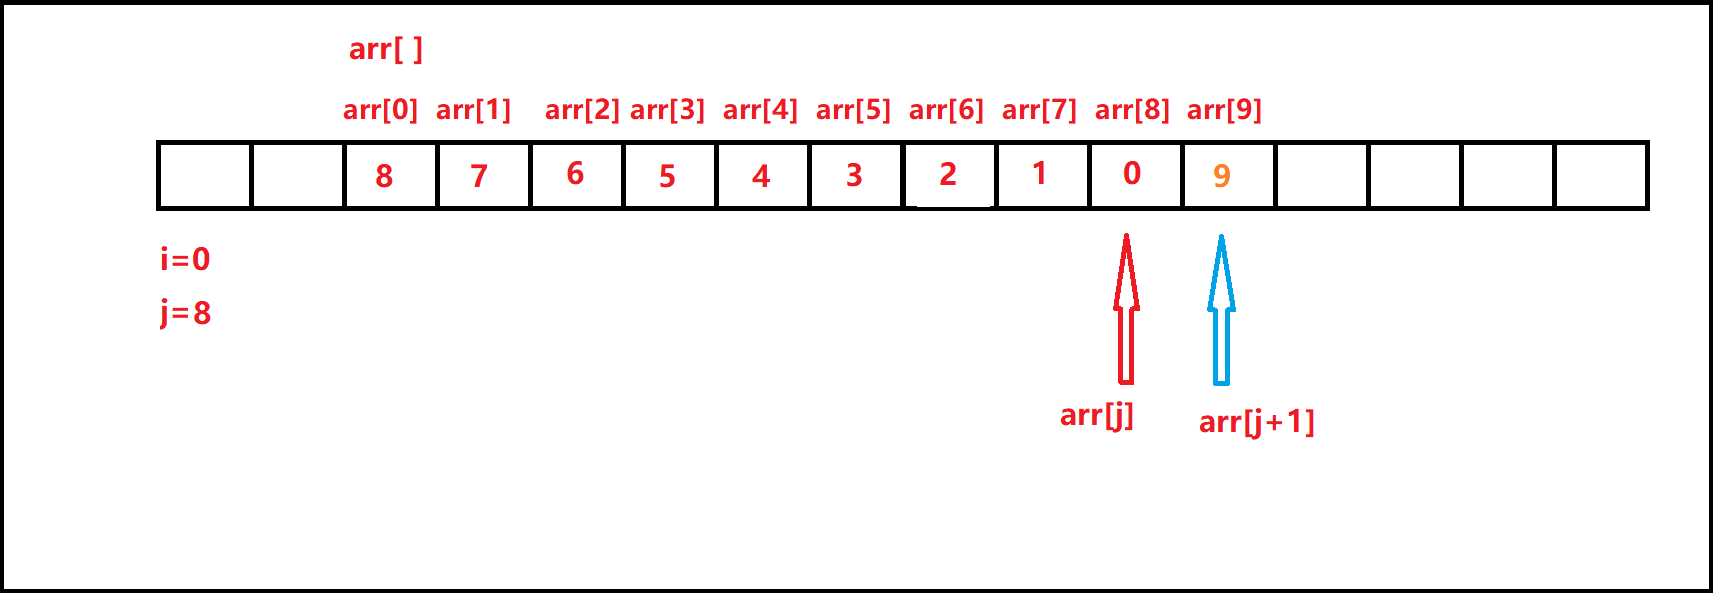 arr[ ]
arr[0] arr[1] arr[2] arr[3] arr[4] arr[5] arr[6] arr[7] arr[8] arr[9]
8 7 6 5 4 3 2 1 0 9
i=0
j=8
arr[j] arr[j+1]